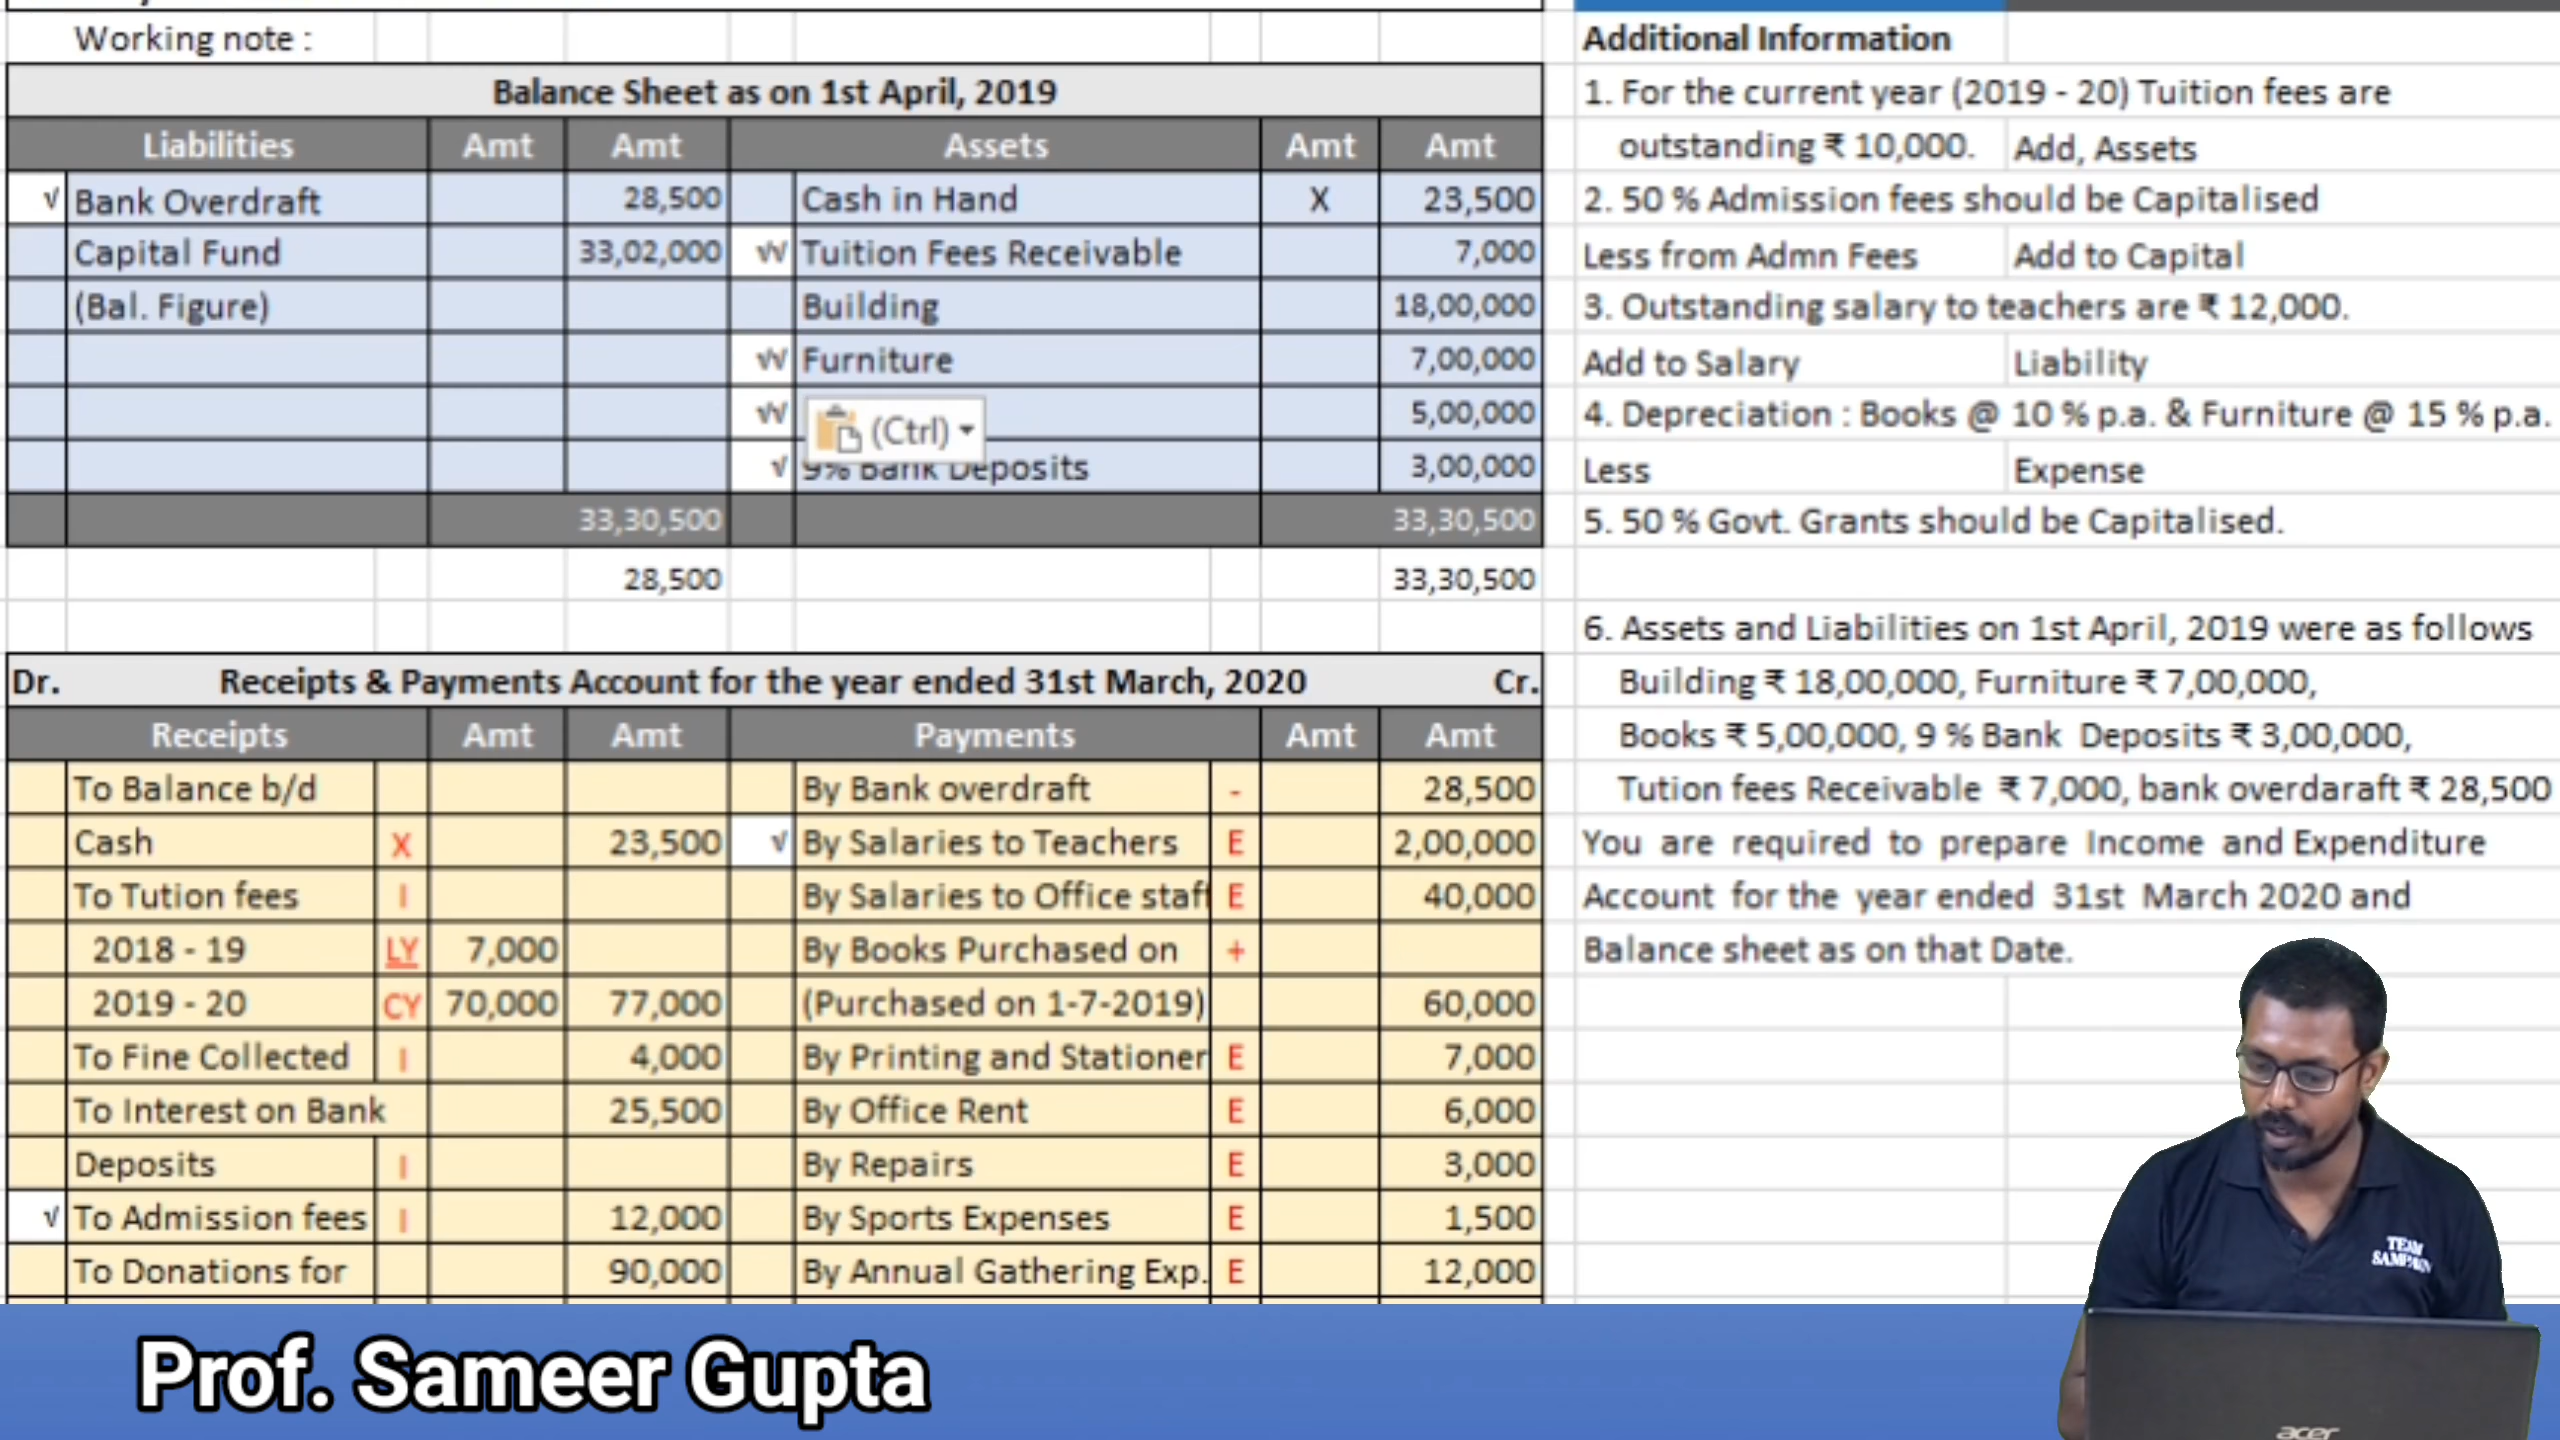 Working note :
Balance Sheet as on 1st April, 2019
Liabilities Amt Amt Assets Amt Amt
√ Bank Overdraft 28,500 Cash in Hand X 23,500
Capital Fund 33,02,000 √√ Tuition Fees Receivable 7,000
(Bal. Figure) Building 18,00,000
√√ Furniture 7,00,000
√√ (Ctrl) 5,00,000
√ 9% Bank Deposits 3,00,000
33,30,500 33,30,500
28,500 33,30,500
Dr. Receipts & Payments Account for the year ended 31st March, 2020 Cr.
Receipts Amt Amt Payments Amt Amt
To Balance b/d By Bank overdraft - 28,500
Cash X 23,500 √ By Salaries to Teachers E 2,00,000
To Tution fees I By Salaries to Office staff E 40,000
2018 - 19 LY 7,000 By Books Purchased on +
2019 - 20 CY 70,000 77,000 (Purchased on 1-7-2019) 60,000
To Fine Collected I 4,000 By Printing and Stationer E 7,000
To Interest on Bank 25,500 By Office Rent E 6,000
Deposits I By Repairs E 3,000
√ To Admission fees I 12,000 By Sports Expenses E 1,500
To Donations for 90,000 By Annual Gathering Exp. E 12,000
Additional Information
1. For the current year (2019 - 20) Tuition fees are
outstanding ₹ 10,000. Add, Assets
2. 50 % Admission fees should be Capitalised
Less from Admn Fees Add to Capital
3. Outstanding salary to teachers are ₹ 12,000.
Add to Salary Liability
4. Depreciation : Books @ 10 % p.a. & Furniture @ 15 % p.a.
Less Expense
5. 50 % Govt. Grants should be Capitalised.
6. Assets and Liabilities on 1st April, 2019 were as follows
Building ₹ 18,00,000, Furniture ₹ 7,00,000,
Books ₹ 5,00,000, 9 % Bank Deposits ₹ 3,00,000,
Tution fees Receivable ₹ 7,000, bank overdaraft ₹ 28,500
You are required to prepare Income and Expenditure
Account for the year ended 31st March 2020 and
Balance sheet as on that Date.
TEAM
Prof. Sameer Gupta
acer